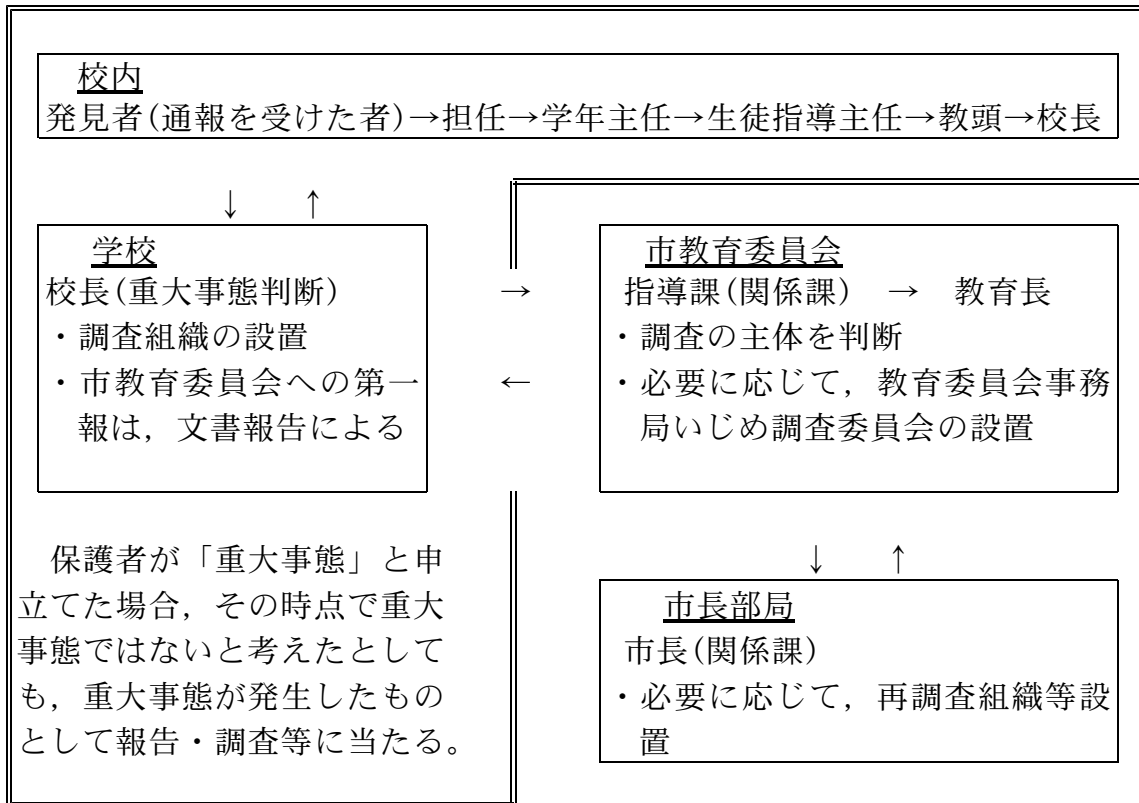 校内
発見者(通報を受けた者)→担任→学年主任→生徒指導主任→教頭→校長
↓ ↑
学校
校長(重大事態判断)
・調査組織の設置
・市教育委員会への第一
報は，文書報告による
→
←
市教育委員会
指導課(関係課) → 教育長
・調査の主体を判断
・必要に応じて，教育委員会事務
局いじめ調査委員会の設置
保護者が「重大事態」と申
立てた場合，その時点で重大
事態ではないと考えたとして
も，重大事態が発生したもの
として報告・調査等に当たる。
↓ ↑
市長部局
市長(関係課)
・必要に応じて，再調査組織等設
置